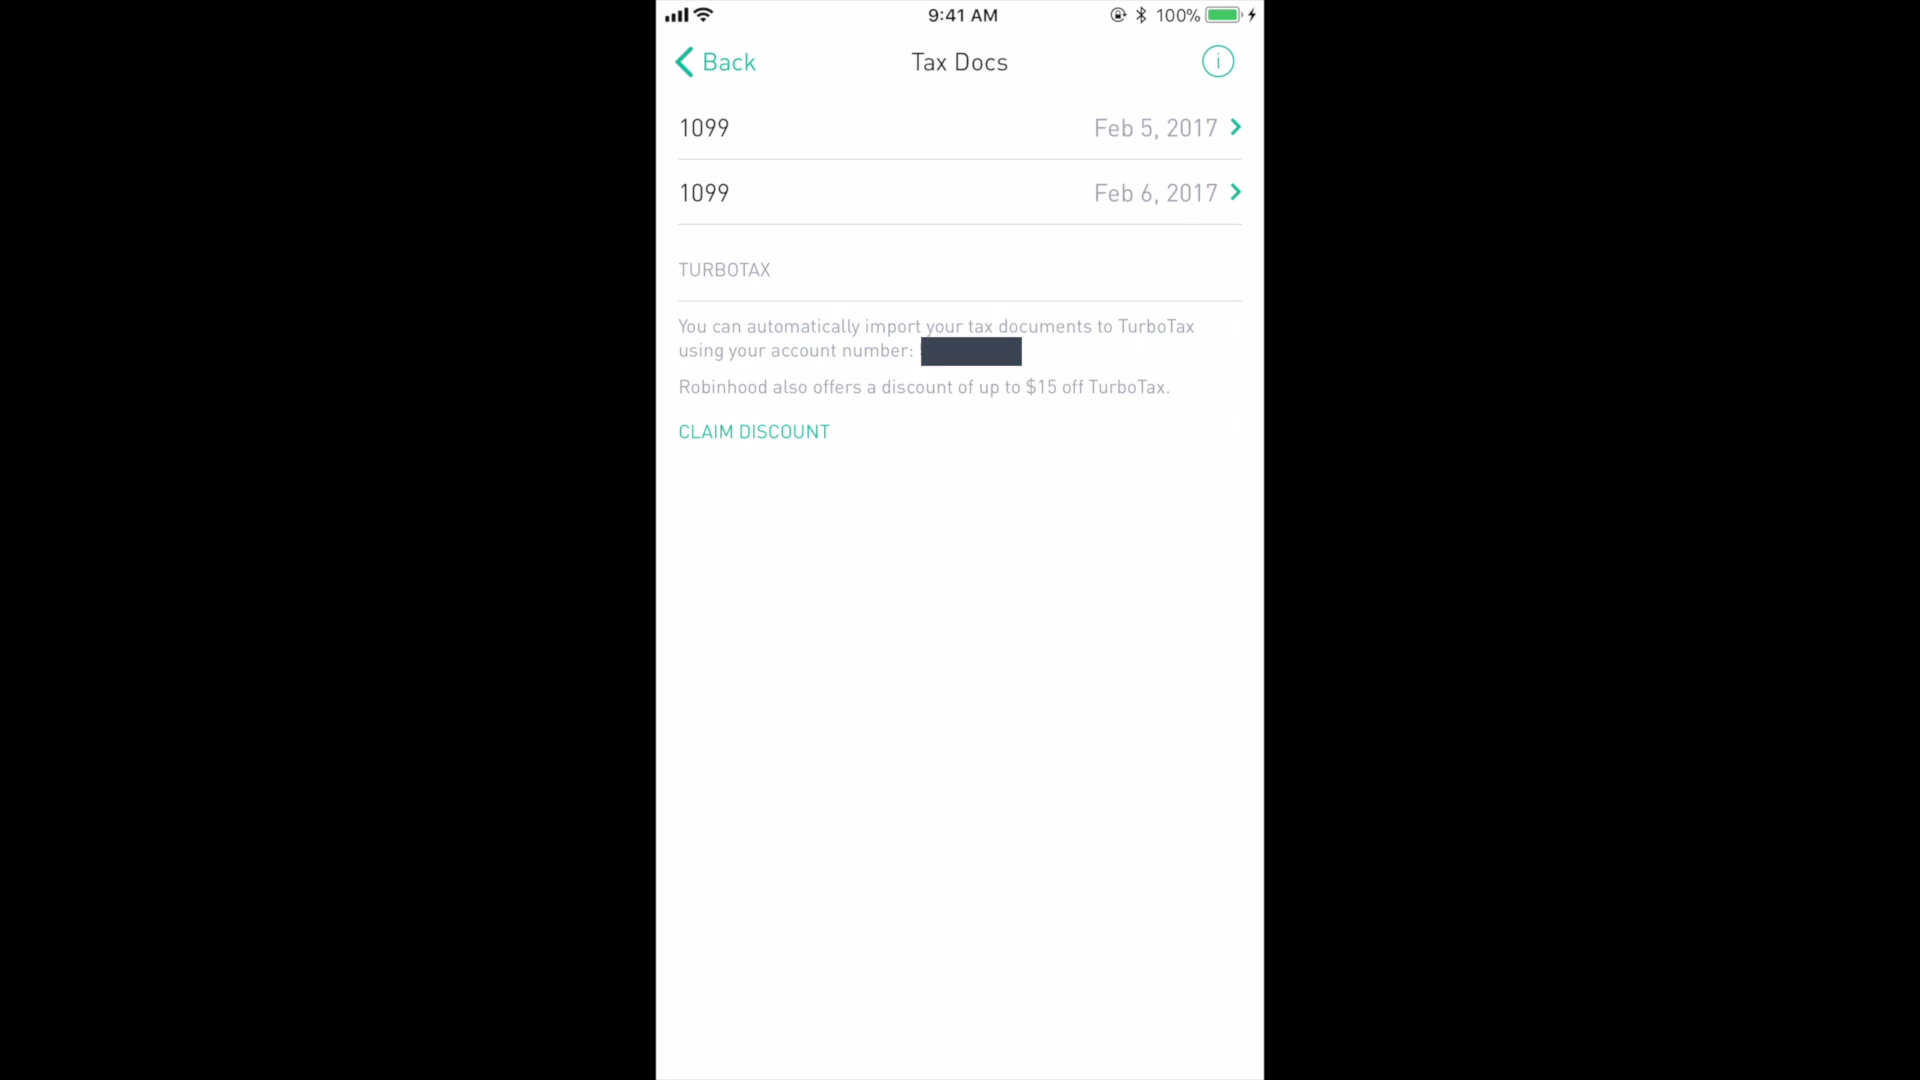 9:41 AM
100%
Back
Tax Docs
i
1099
Feb 5, 2017
1099
Feb 6, 2017
TURBOTAX
You can automatically import your tax documents to TurboTax
using your account number:
Robinhood also offers a discount of up to $15 off TurboTax.
CLAIM DISCOUNT